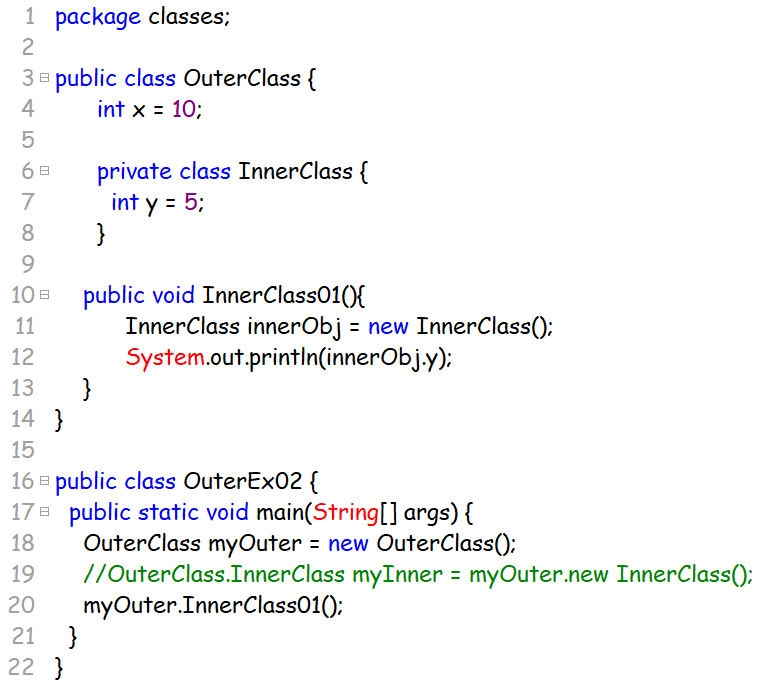 1 package classes;
2
3 public class OuterClass {
4 int x = 10;
5
6 private class InnerClass {
7 int y = 5;
8 }
9
10 public void InnerClass01(){
11 InnerClass innerObj = new InnerClass();
12 System.out.println(innerObj.y);
13 }
14 }
15
16 public class OuterEx02 {
17 public static void main(String[] args) {
18 OuterClass myOuter = new OuterClass();
19 //OuterClass.InnerClass myInner = myOuter.new InnerClass();
20 myOuter.InnerClass01();
21 }
22 }